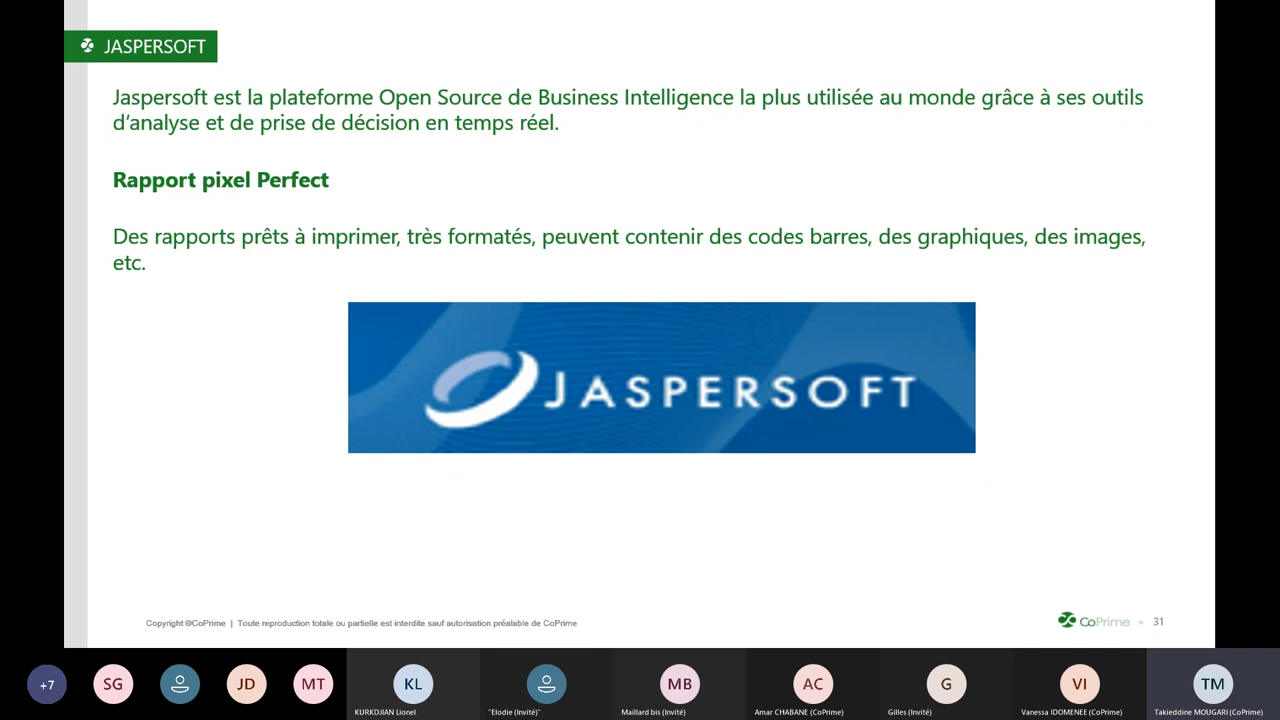 JASPERSOFT
Jaspersoft est la plateforme Open Source de Business Intelligence la plus utilisée au monde grâce à ses outils
d’analyse et de prise de décision en temps réel.
Rapport pixel Perfect
Des rapports prêts à imprimer, très formatés, peuvent contenir des codes barres, des graphiques, des images,
etc.
JASPERSOFT
Copyright ©CoPrime | Toute reproduction totale ou partielle est interdite sauf autorisation préalable de CoPrime
CoPrime 31
+7 SG JD MT KL MB AC G VI TM
KURKDJIAN Lionel "Elodie (Invité)" Maillard bis (Invité) Amar CHABANE (CoPrime) Gilles (Invité) Vanessa IDOMENEE (CoPrime) Takieddine MOUGARI (CoPrime)